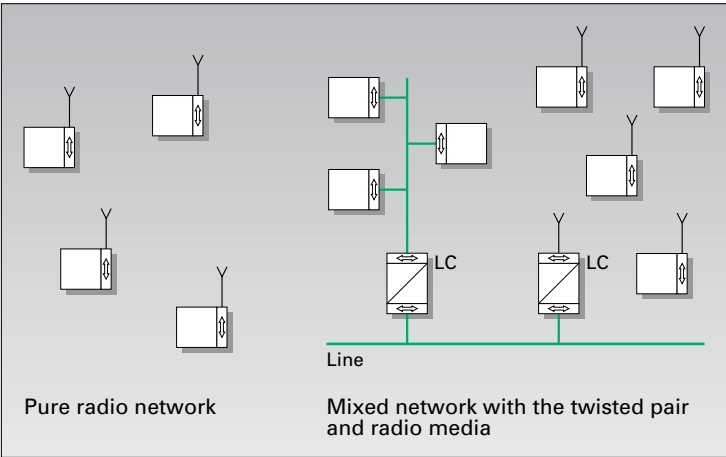 LC
LC
Line
Pure radio network
Mixed network with the twisted pair
and radio media